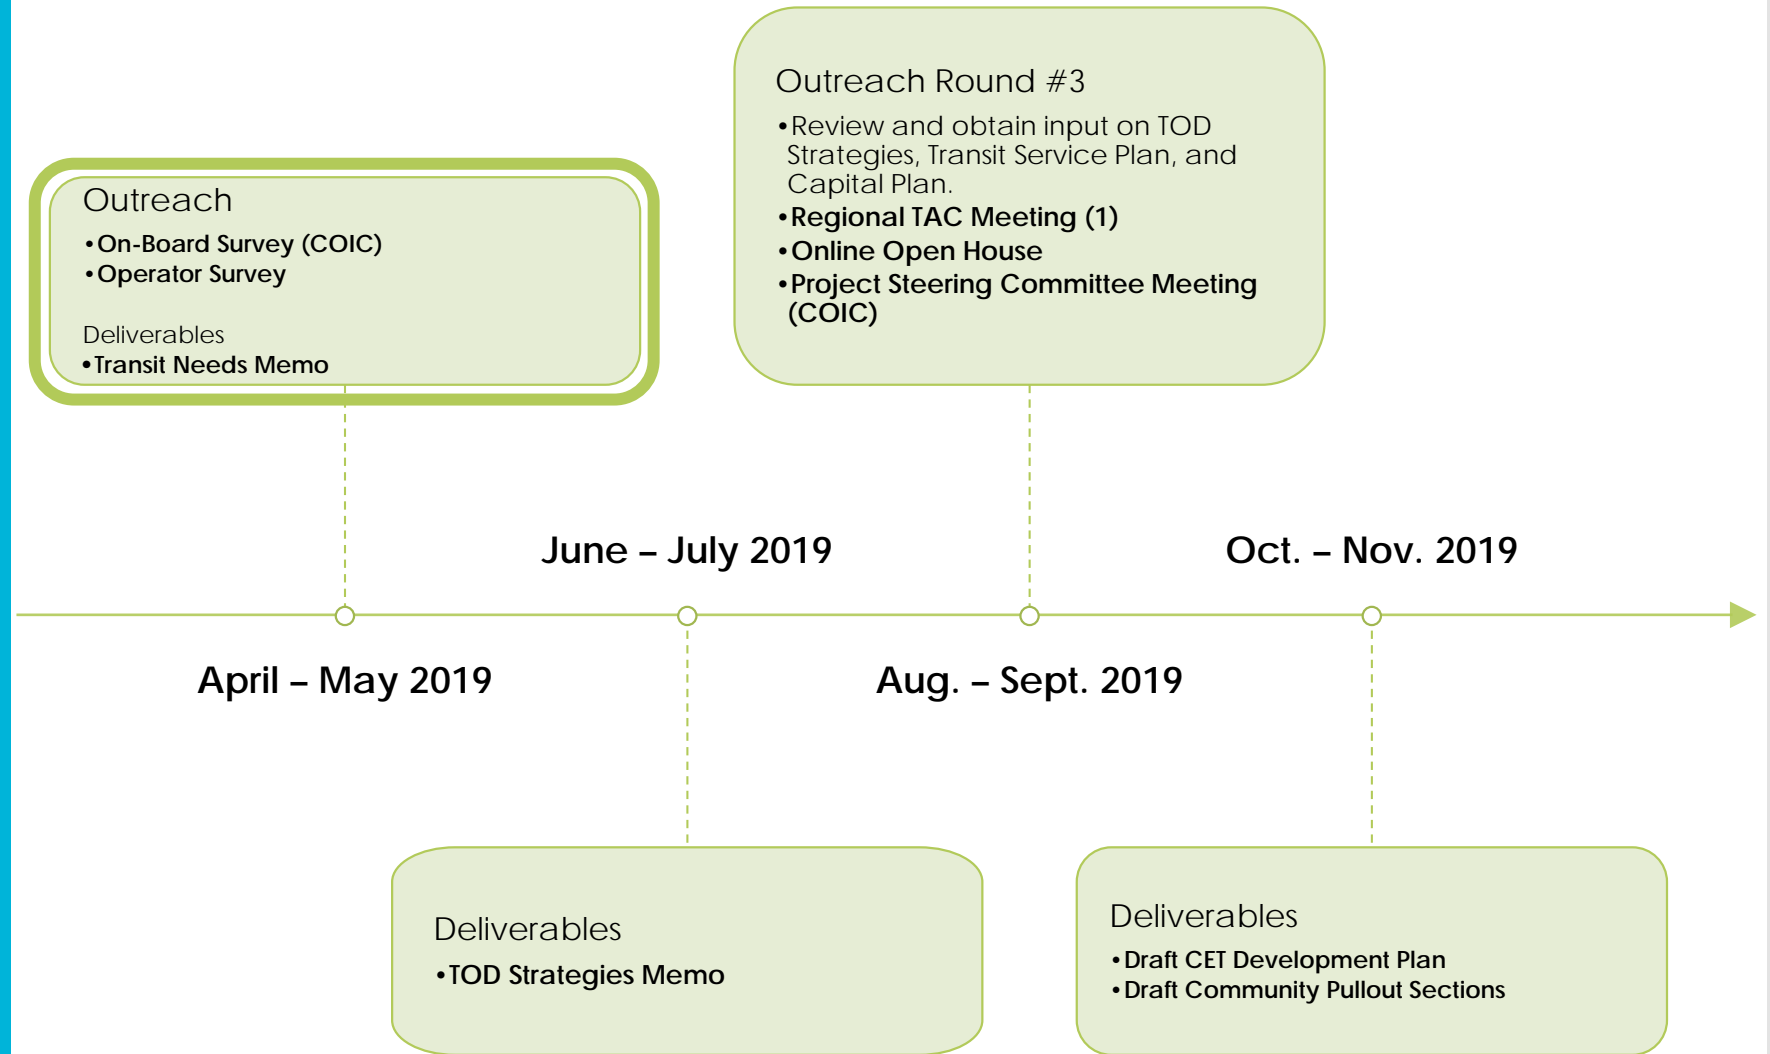 Outreach
•On-Board Survey (COIC)
•Operator Survey
Deliverables
•Transit Needs Memo
Outreach Round #3
•Review and obtain input on TOD
Strategies, Transit Service Plan, and
Capital Plan.
•Regional TAC Meeting (1)
•Online Open House
•Project Steering Committee Meeting
(COIC)
June – July 2019
Oct. – Nov. 2019
April – May 2019
Aug. – Sept. 2019
Deliverables
•TOD Strategies Memo
Deliverables
•Draft CET Development Plan
•Draft Community Pullout Sections